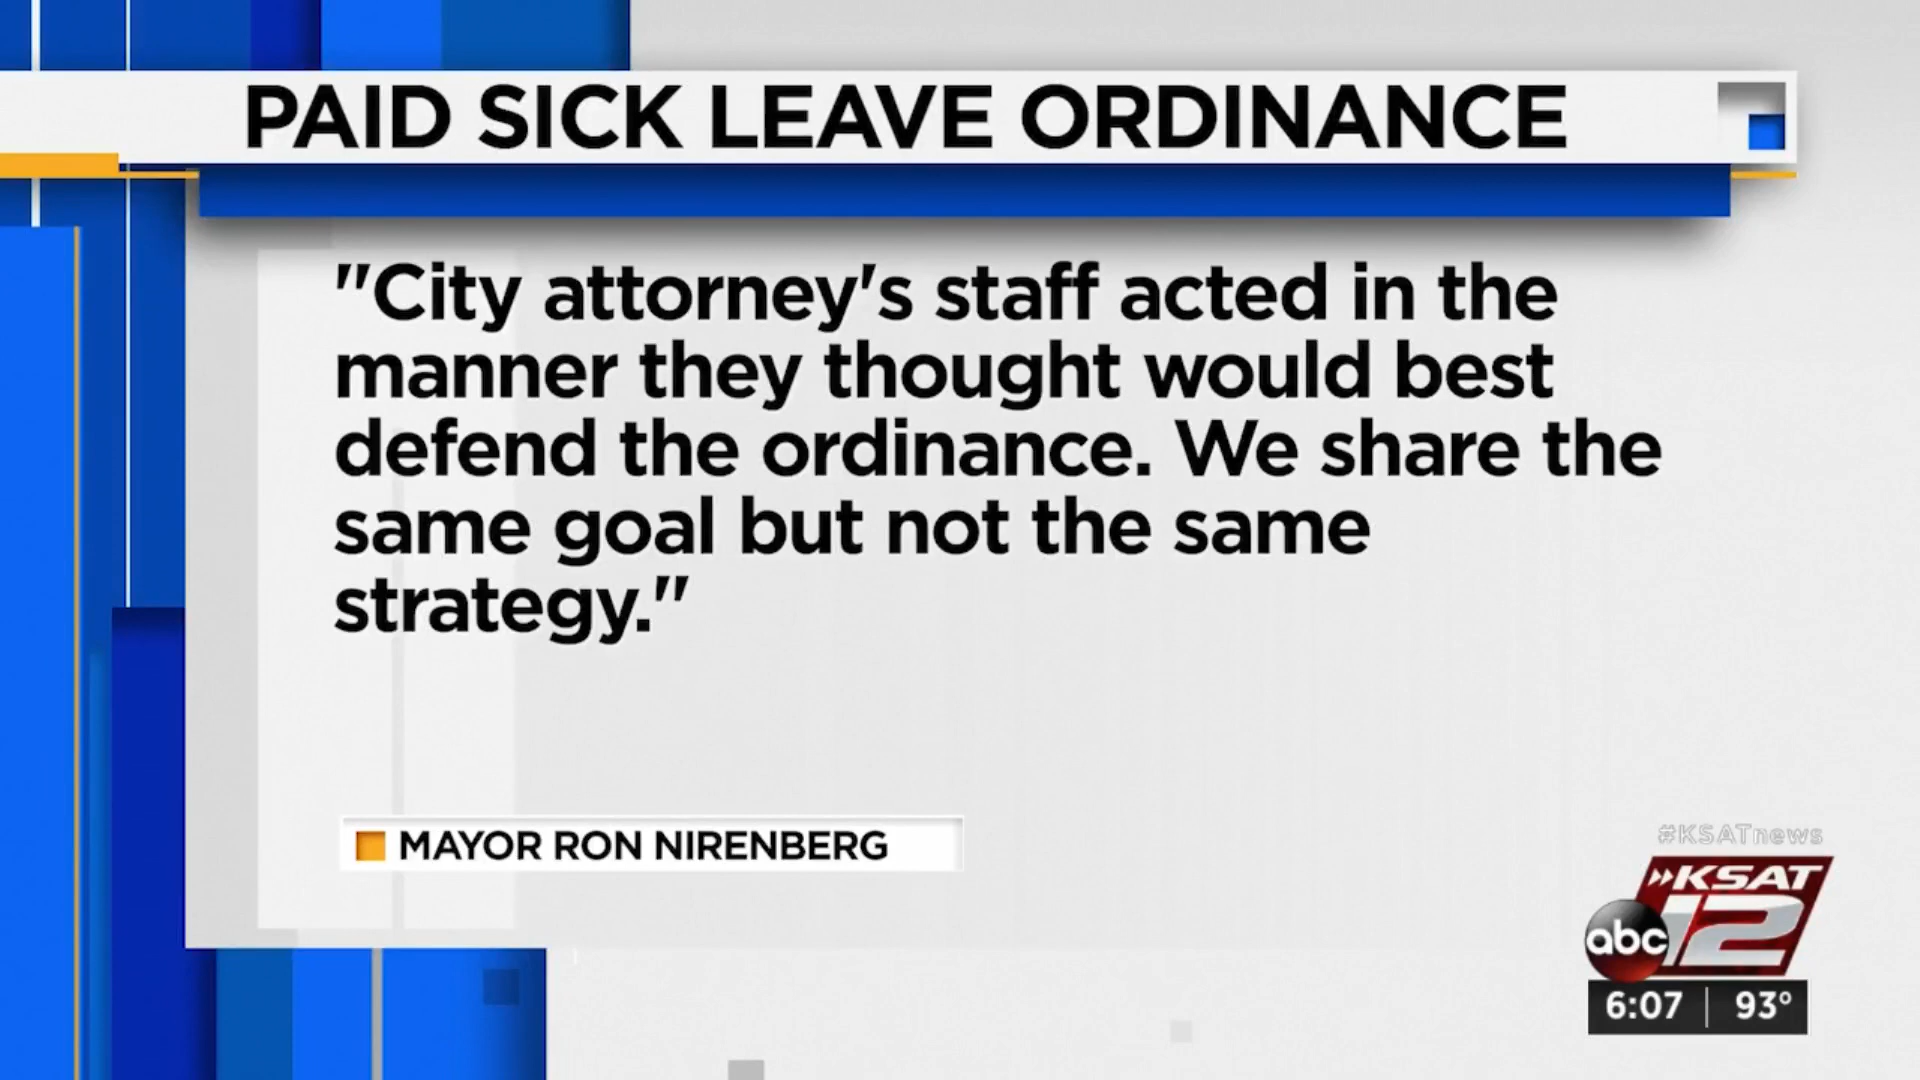 PAID SICK LEAVE ORDINANCE
"City attorney's staff acted in the
manner they thought would best
defend the ordinance. We share the
same goal but not the same
strategy."
MAYOR RON NIRENBERG
#KSATnews
KSAT
abc 12
6:07 | 93°